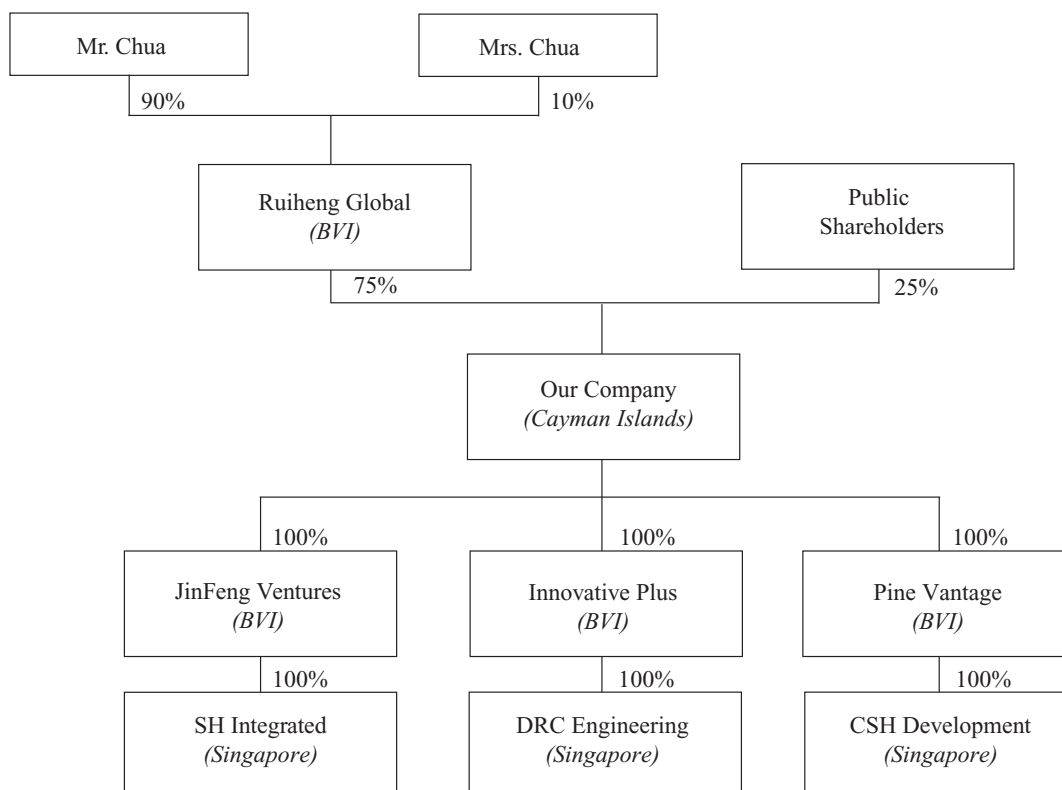 Mr. Chua
Mrs. Chua
90%
10%
Ruiheng Global
(BVI)
Public
Shareholders
75%
25%
Our Company
(Cayman Islands)
100%
100%
100%
JinFeng Ventures
(BVI)
Innovative Plus
(BVI)
Pine Vantage
(BVI)
100%
100%
100%
SH Integrated
(Singapore)
DRC Engineering
(Singapore)
CSH Development
(Singapore)